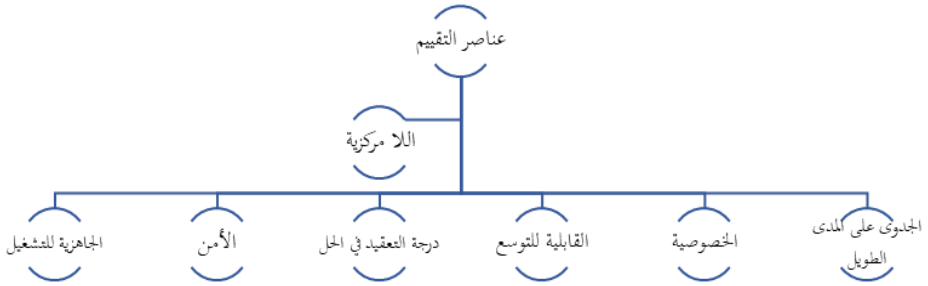 عناصر التقييم
اللا مركزية
الجدوى على المدى
الطويل
الخصوصية
القابلية للتوسع
درجة التعقيد في الحل
الأمن
الجاهزية للتشغيل